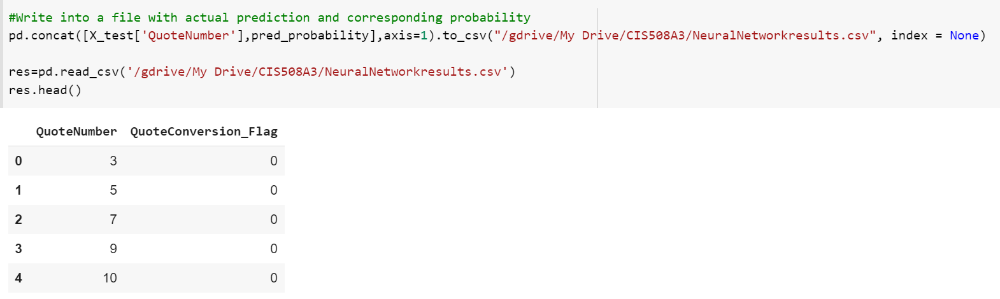 #Write into a file with actual prediction and corresponding probability
pd.concat([X_test['QuoteNumber'],pred_probability],axis=1).to_csv("/gdrive/My Drive/CIS508A3/NeuralNetworkresults.csv", index = None)
res=pd.read_csv('/gdrive/My Drive/CIS508A3/NeuralNetworkresults.csv')
res.head()
QuoteNumber QuoteConversion_Flag
0 3 0
1 5 0
2 7 0
3 9 0
4 10 0